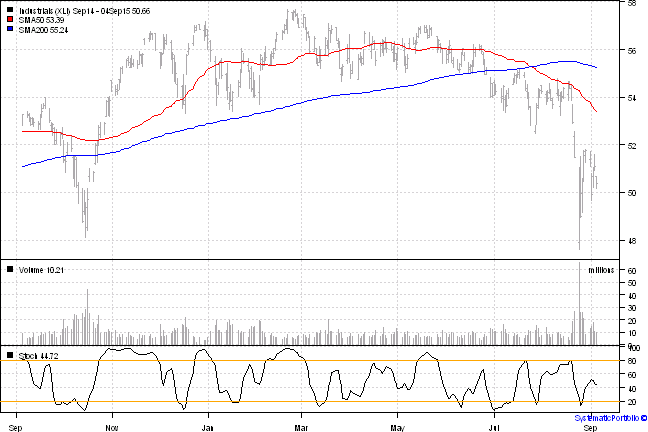 Industrials (XLI) Sep14 - 04Sep15 50.66
SMA50 53.39
SMA200 55.24
58
56
54
52
50
48
Volume 10.21
millions
60
50
40
30
20
10
0
Stoch 44.72
100
80
60
40
20
Sep Nov Jan Mar May Jul Sep
SystematicPortfolio ©